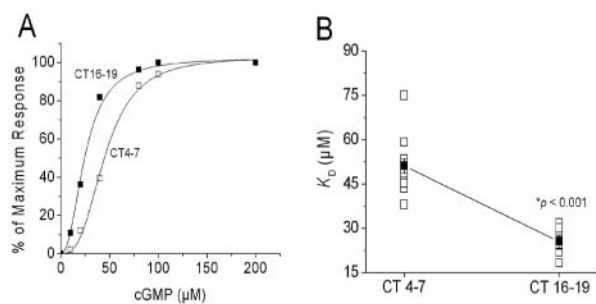 A
% of Maximum Response
100
80
60
40
20
0
CT16-19
CT4-7
0
50
100
150
200
cGMP (µM)
B
K_D (µM)
75
60
45
30
15
*p < 0.001
CT 4-7
CT 16-19